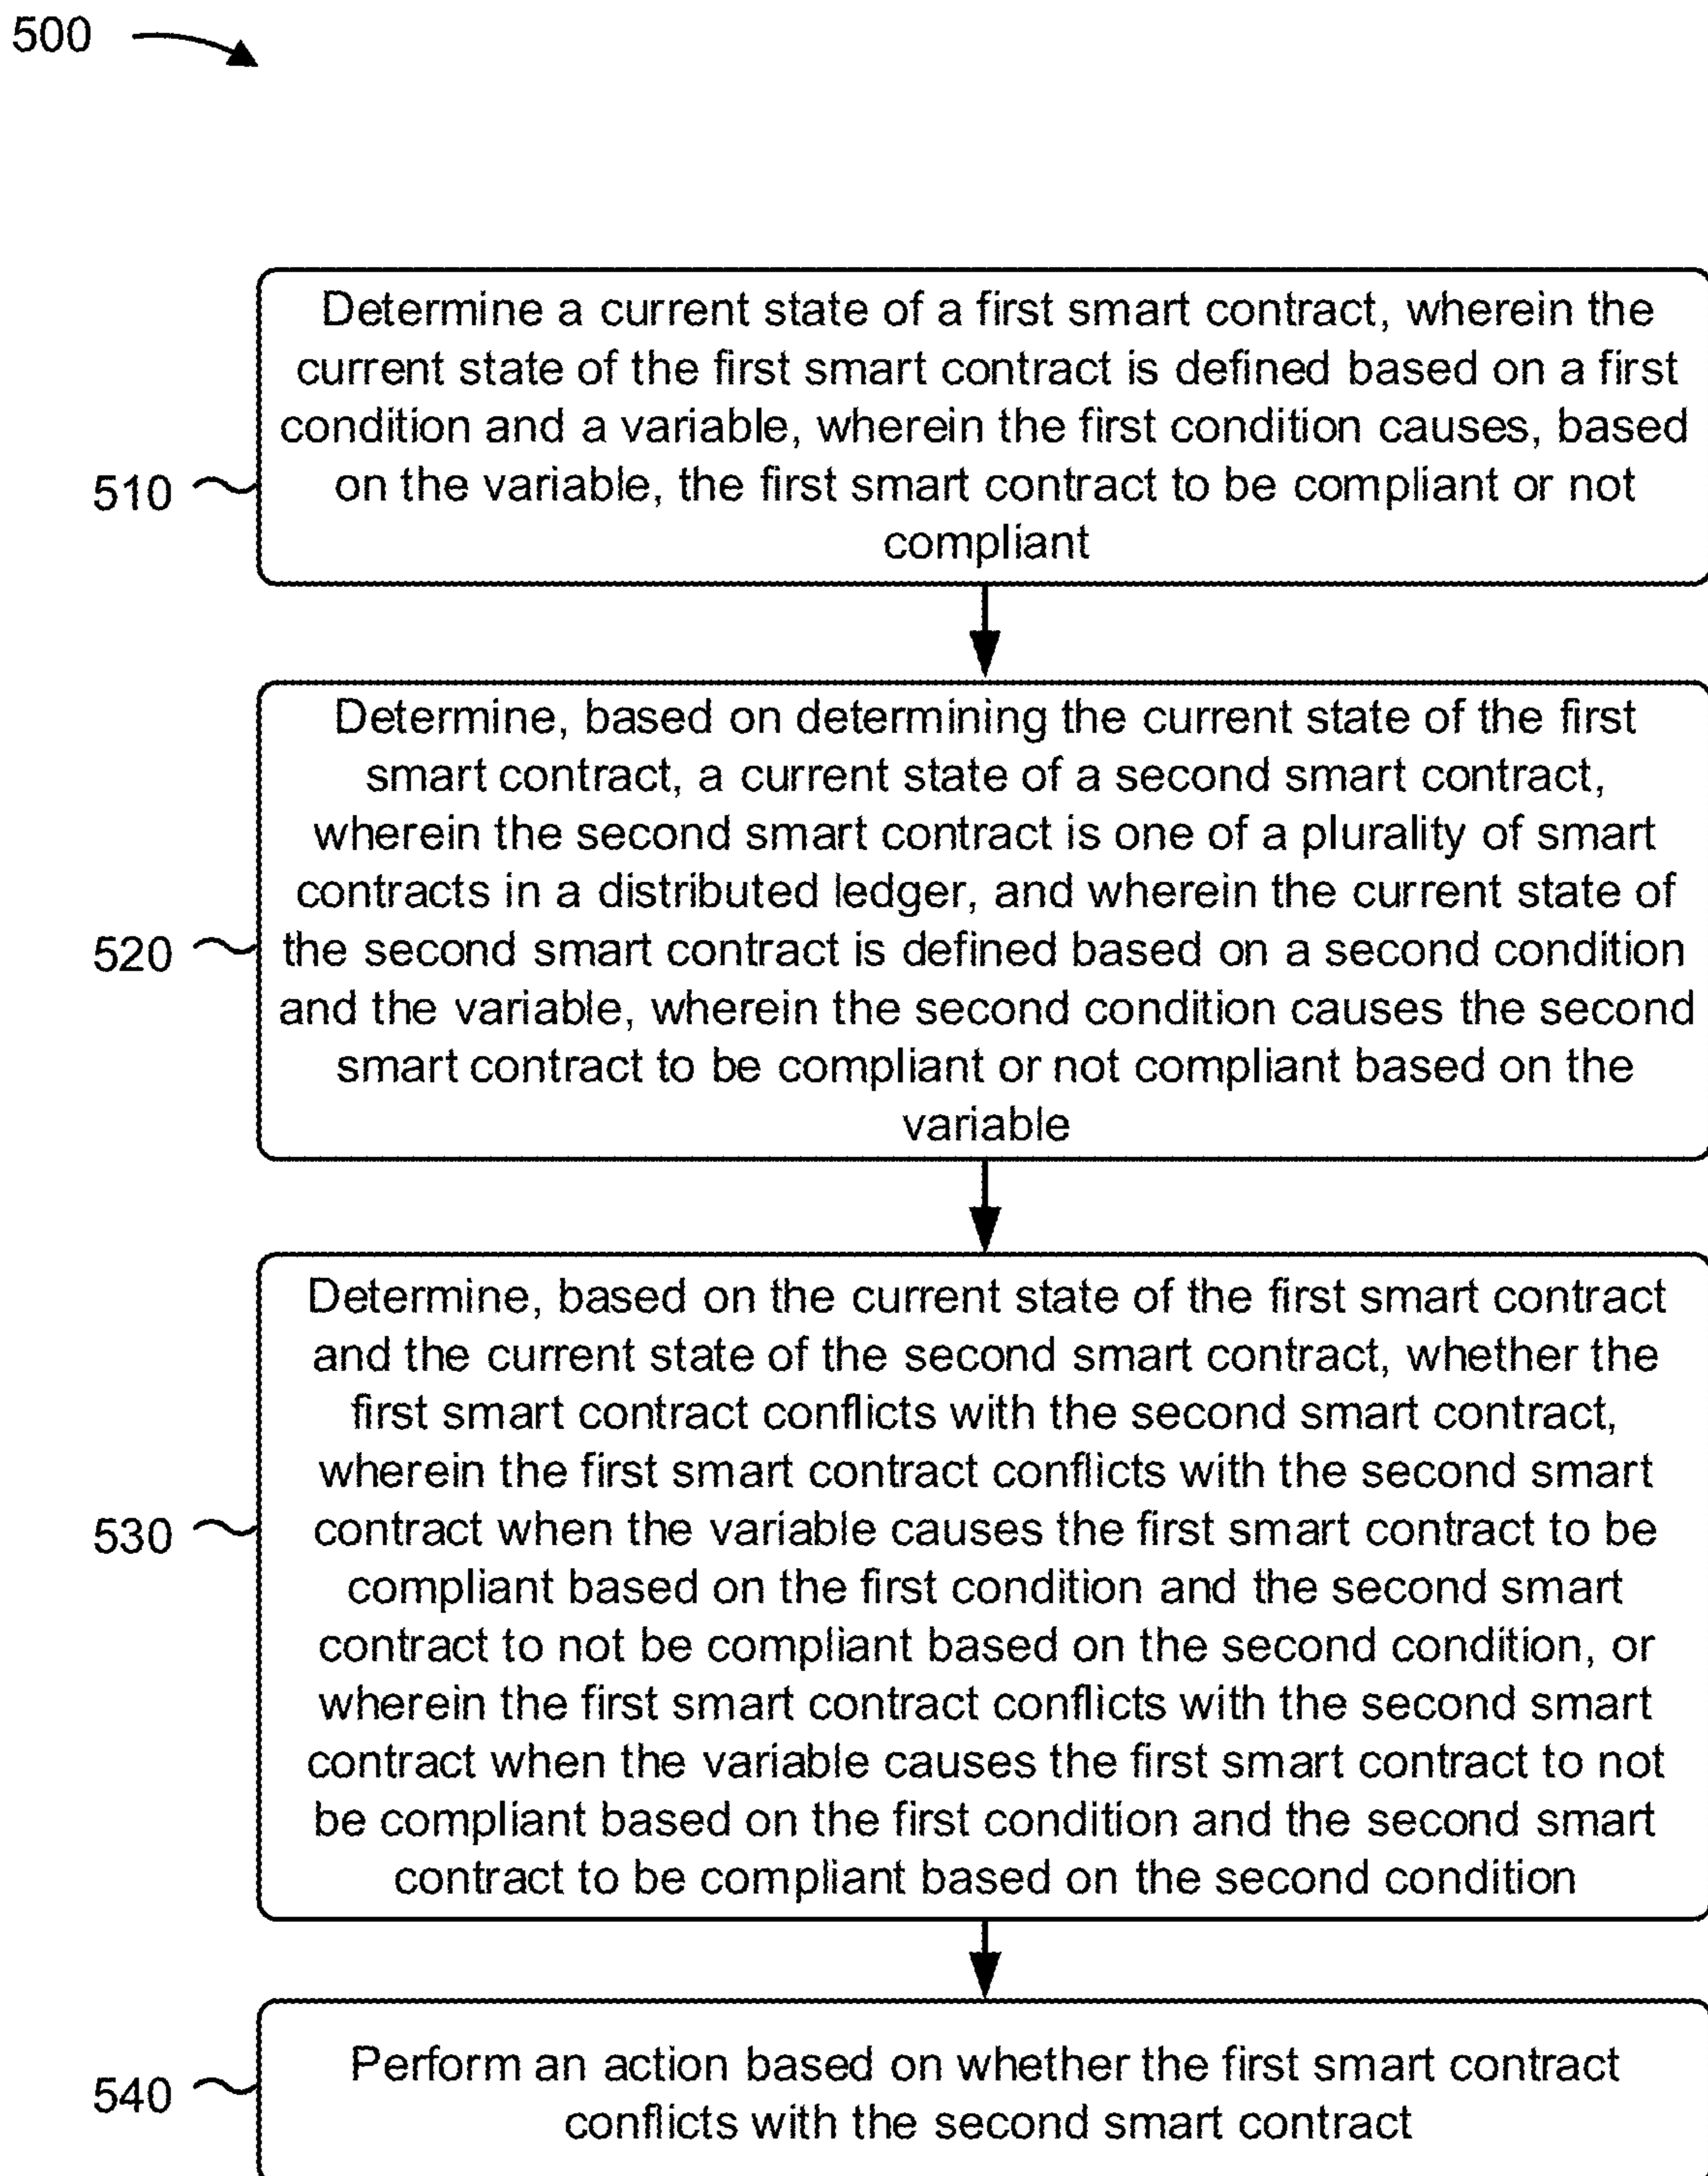 500
Determine a current state of a first smart contract, wherein the
current state of the first smart contract is defined based on a first
condition and a variable, wherein the first condition causes, based
on the variable, the first smart contract to be compliant or not
compliant
510
Determine, based on determining the current state of the first
smart contract, a current state of a second smart contract,
wherein the second smart contract is one of a plurality of smart
contracts in a distributed ledger, and wherein the current state of
the second smart contract is defined based on a second condition
and the variable, wherein the second condition causes the second
smart contract to be compliant or not compliant based on the
variable
520
Determine, based on the current state of the first smart contract
and the current state of the second smart contract, whether the
first smart contract conflicts with the second smart contract,
wherein the first smart contract conflicts with the second smart
contract when the variable causes the first smart contract to be
compliant based on the first condition and the second smart
contract to not be compliant based on the second condition, or
wherein the first smart contract conflicts with the second smart
contract when the variable causes the first smart contract to not
be compliant based on the first condition and the second smart
contract to be compliant based on the second condition
530
Perform an action based on whether the first smart contract
conflicts with the second smart contract
540